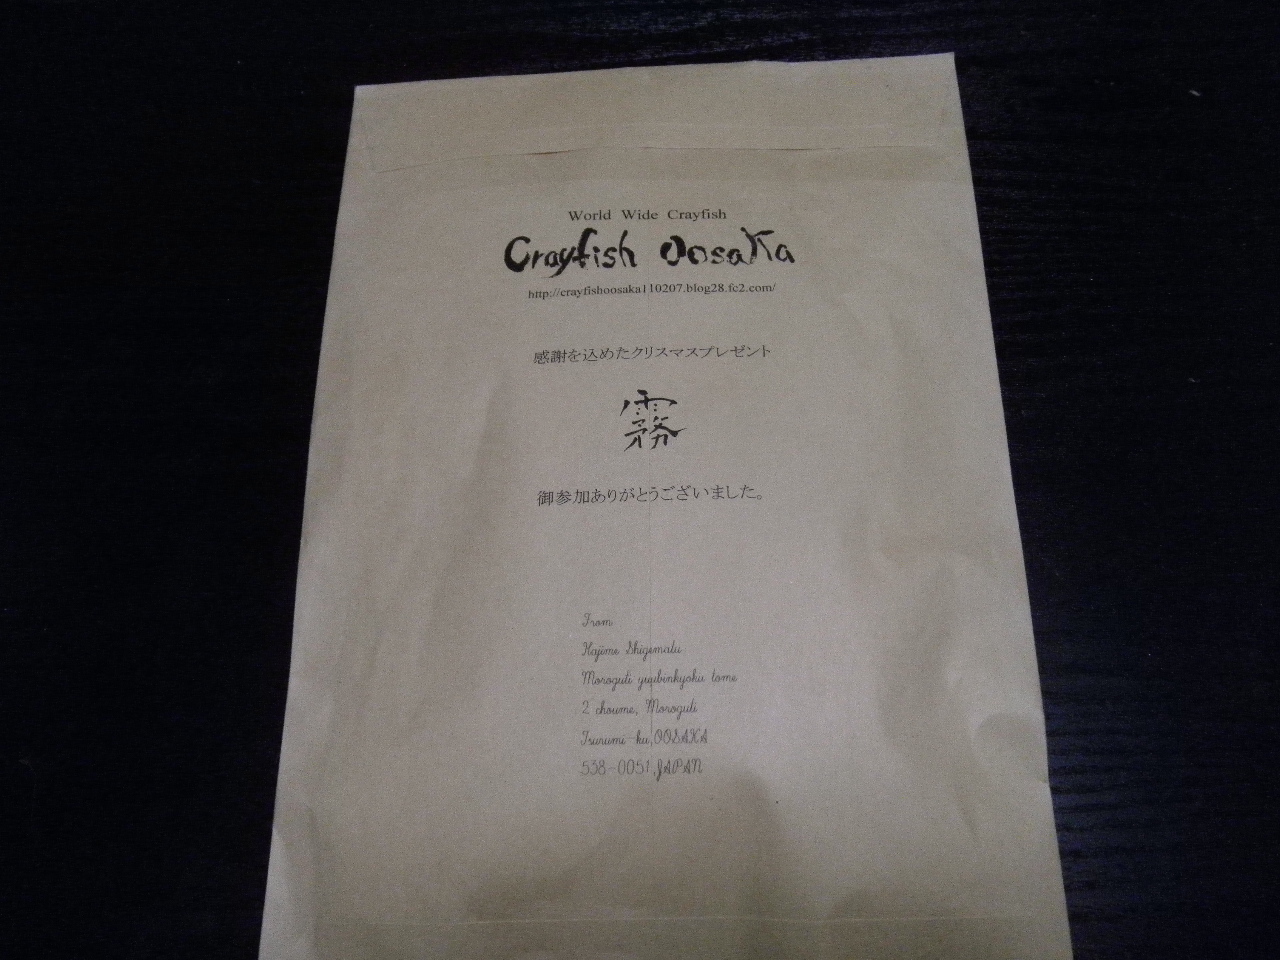 World Wide Crayfish
Crayfish OosaKa
http://crayfishoosaka110207.blog28.fc2.com/
感謝を込めたクリスマスプレゼント
霧
御参加ありがとうございました。
From
Hajime Shigematu
Moroguti yuubinkyoku tome
2 choume, Moroguti
Tsurumi-ku,OOSAKA
538-0051,JAPAN